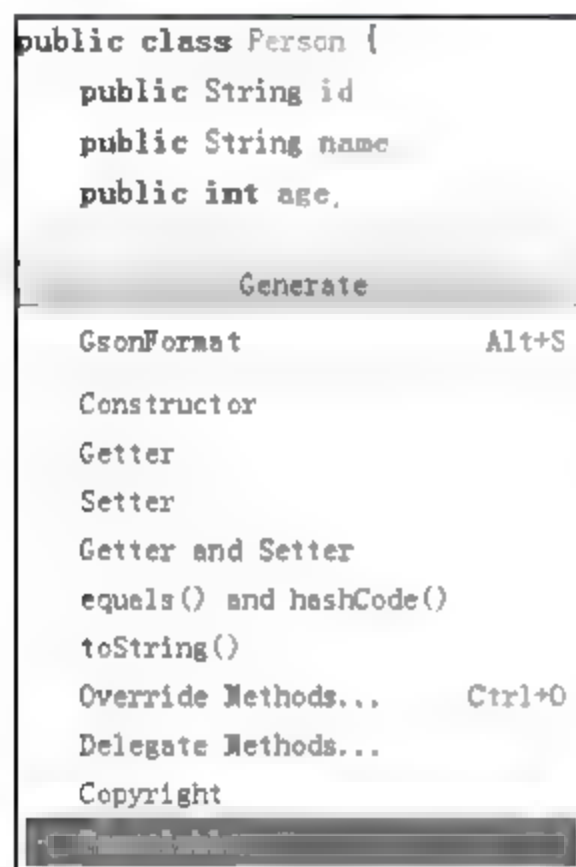 public class Person {
public String id
public String name
public int age,
Generate
GsonFormat Alt+S
Constructor
Getter
Setter
Getter and Setter
equals() and hashCode()
toString()
Override Methods... Ctrl+O
Delegate Methods...
Copyright